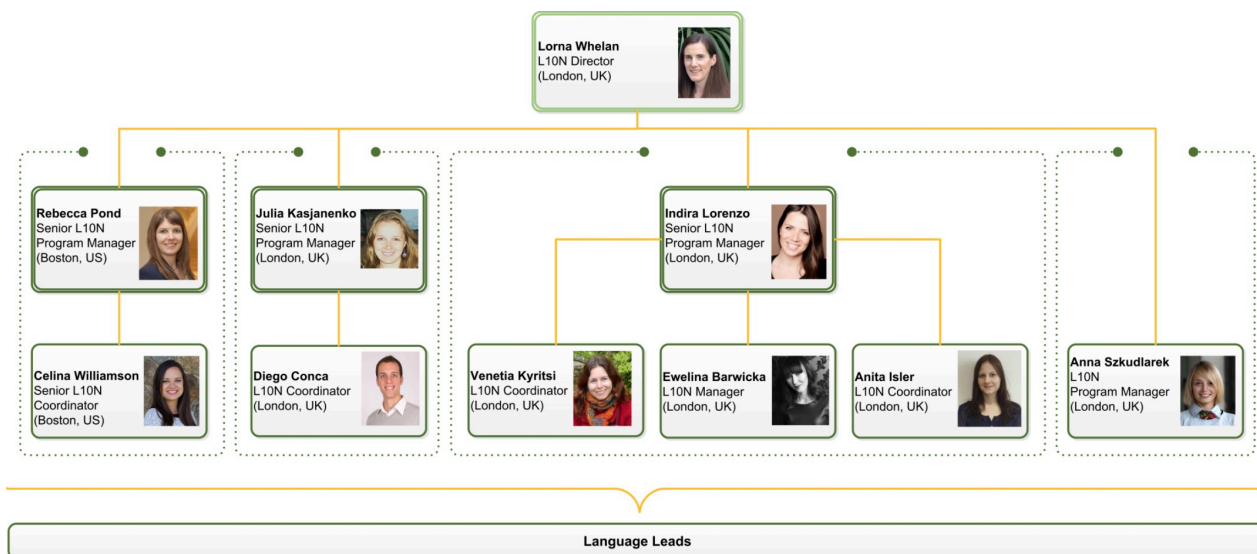 Lorna Whelan
L10N Director
(London, UK)
Rebecca Pond
Senior L10N
Program Manager
(Boston, US)
Julia Kasjanenko
Senior L10N
Program Manager
(London, UK)
Indira Lorenzo
Senior L10N
Program Manager
(London, UK)
Celina Williamson
Senior L10N
Coordinator
(Boston, US)
Diego Conca
L10N Coordinator
(London, UK)
Venetia Kyritsi
L10N Coordinator
(London, UK)
Ewelina Barwicka
L10N Manager
(London, UK)
Anita Isler
L10N Coordinator
(London, UK)
Anna Szkudlarek
L10N
Program Manager
(London, UK)
Language Leads